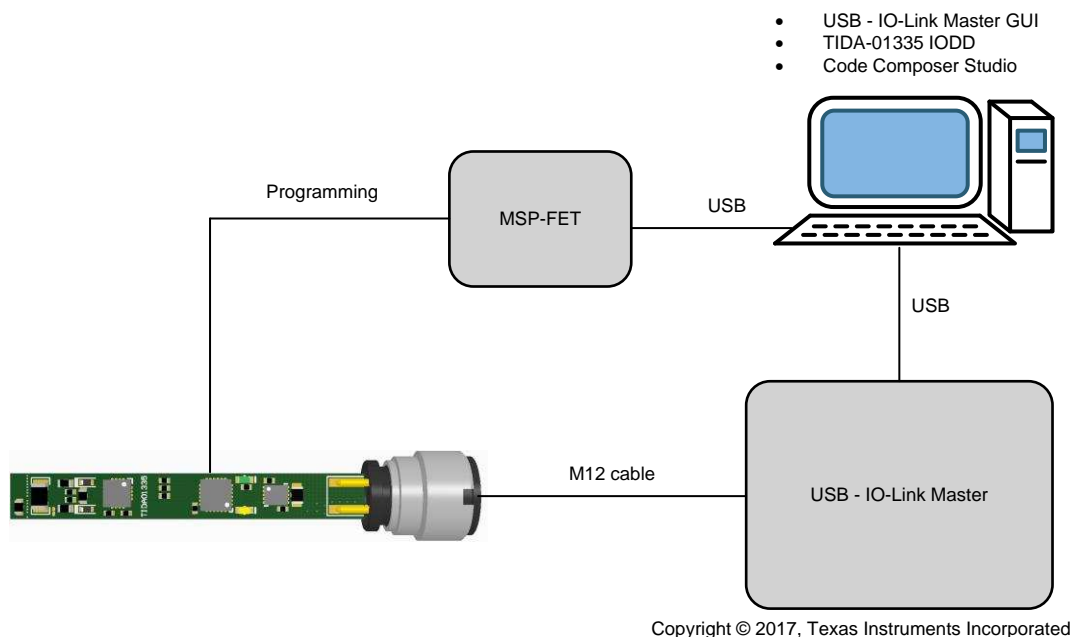 • USB - IO-Link Master GUI
• TIDA-01335 IODD
• Code Composer Studio
Programming
MSP-FET
USB
USB
TIDA01335
M12 cable
USB - IO-Link Master
Copyright © 2017, Texas Instruments Incorporated